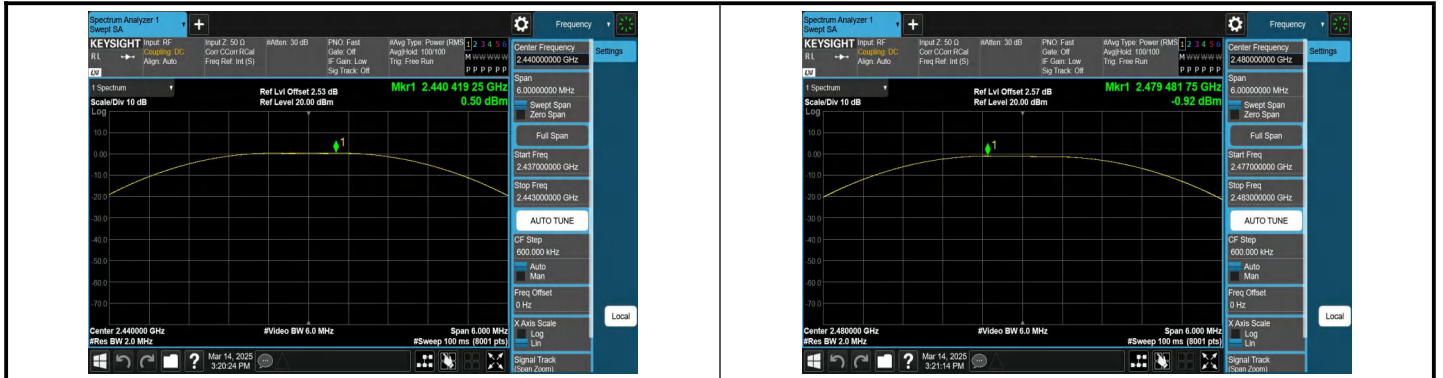 Spectrum Analyzer 1
Swept SA
+
Frequency
KEYSIGHT
R L
Input: RF
Coupling: DC
Align: Auto
Input Z: 50 Ω
Corr CCorr RCal
Freq Ref: Int (S)
#Atten: 30 dB
PNO: Fast
Gate: Off
IF Gain: Low
Sig Track: Off
#Avg Type: Power (RMS
Avg|Hold: 100/100
Trig: Free Run
1 2 3 4 5 6
M W W W W W
P P P P P P
LXI
1 Spectrum
Scale/Div 10 dB
Log
Ref Lvl Offset 2.53 dB
Ref Level 20.00 dBm
Mkr1 2.440 419 25 GHz
0.50 dBm
1
10.0
0.00
-10.0
-20.0
-30.0
-40.0
-50.0
-60.0
-70.0
Center 2.440000 GHz
#Res BW 2.0 MHz
#Video BW 6.0 MHz
Span 6.000 MHz
#Sweep 100 ms (8001 pts)
Mar 14, 2025
3:20:24 PM
Center Frequency
2.440000000 GHz
Settings
Span
6.00000000 MHz
Swept Span
Zero Span
Full Span
Start Freq
2.437000000 GHz
Stop Freq
2.443000000 GHz
AUTO TUNE
CF Step
600.000 kHz
Auto
Man
Freq Offset
0 Hz
X Axis Scale
Log
Lin
Signal Track
(Span Zoom)
Local
Spectrum Analyzer 1
Swept SA
+
Frequency
KEYSIGHT
R L
Input: RF
Coupling: DC
Align: Auto
Input Z: 50 Ω
Corr CCorr RCal
Freq Ref: Int (S)
#Atten: 30 dB
PNO: Fast
Gate: Off
IF Gain: Low
Sig Track: Off
#Avg Type: Power (RMS
Avg|Hold: 100/100
Trig: Free Run
1 2 3 4 5 6
M W W W W W
P P P P P P
LXI
1 Spectrum
Scale/Div 10 dB
Log
Ref Lvl Offset 2.57 dB
Ref Level 20.00 dBm
Mkr1 2.479 481 75 GHz
-0.92 dBm
1
10.0
0.00
-10.0
-20.0
-30.0
-40.0
-50.0
-60.0
-70.0
Center 2.480000 GHz
#Res BW 2.0 MHz
#Video BW 6.0 MHz
Span 6.000 MHz
#Sweep 100 ms (8001 pts)
Mar 14, 2025
3:21:14 PM
Center Frequency
2.480000000 GHz
Settings
Span
6.00000000 MHz
Swept Span
Zero Span
Full Span
Start Freq
2.477000000 GHz
Stop Freq
2.483000000 GHz
AUTO TUNE
CF Step
600.000 kHz
Auto
Man
Freq Offset
0 Hz
X Axis Scale
Log
Lin
Signal Track
(Span Zoom)
Local